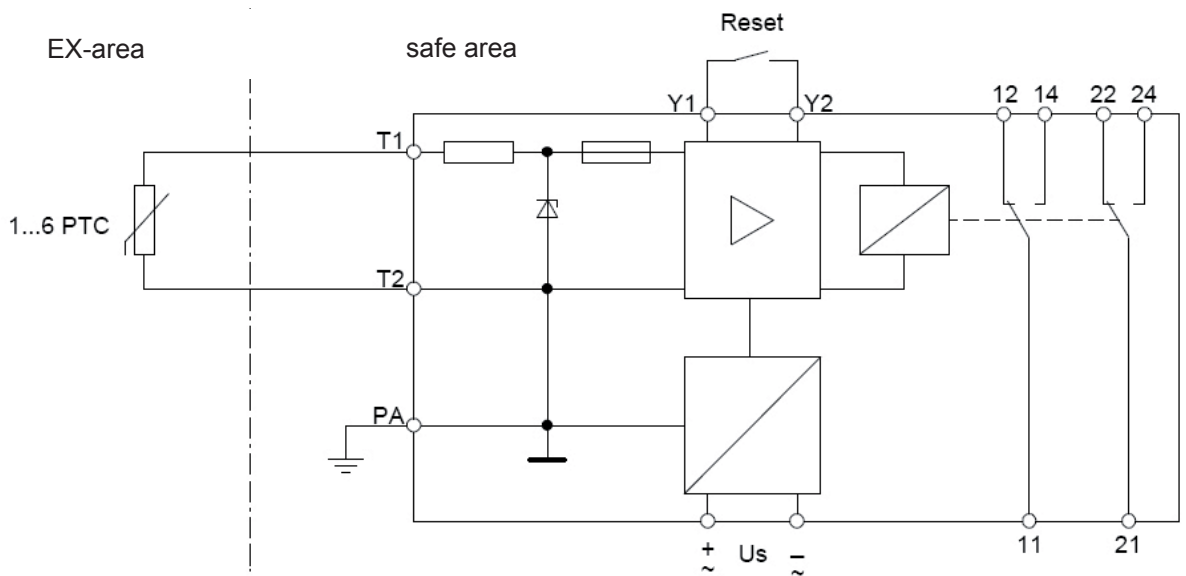 Reset
EX-area
safe area
Y1
Y2
12
14
22
24
T1
1...6 PTC
T2
PA
+
~
Us
–
~
11
21